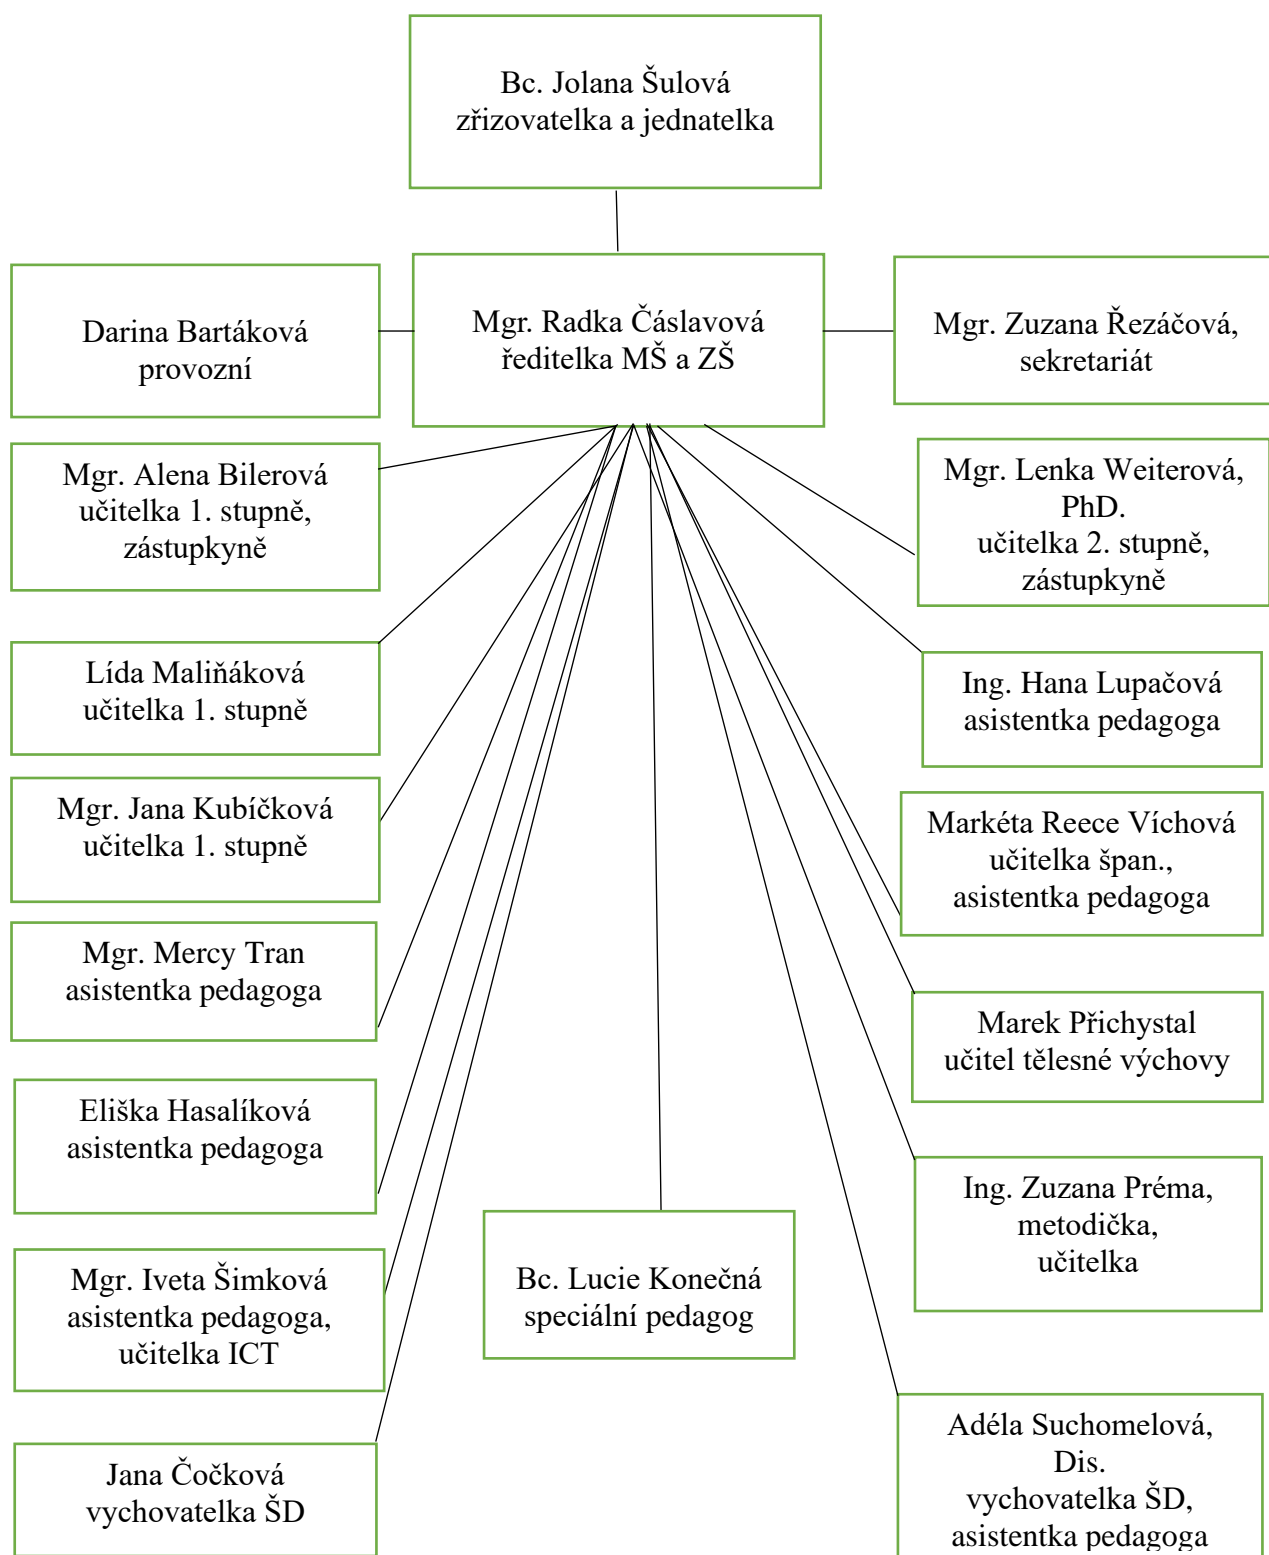 Bc. Jolana Šulová
zřizovatelka a jednatelka
Darina Bartáková
provozní
Mgr. Radka Čáslavová
ředitelka MŠ a ZŠ
Mgr. Zuzana Řezáčová,
sekretariát
Mgr. Alena Bilerová
učitelka 1. stupně,
zástupkyně
Mgr. Lenka Weiterová,
PhD.
učitelka 2. stupně,
zástupkyně
Lída Maliňáková
učitelka 1. stupně
Ing. Hana Lupačová
asistentka pedagoga
Mgr. Jana Kubíčková
učitelka 1. stupně
Markéta Reece Víchová
učitelka špan.,
asistentka pedagoga
Mgr. Mercy Tran
asistentka pedagoga
Marek Přichystal
učitel tělesné výchovy
Eliška Hasalíková
asistentka pedagoga
Ing. Zuzana Préma,
metodička,
učitelka
Mgr. Iveta Šimková
asistentka pedagoga,
učitelka ICT
Bc. Lucie Konečná
speciální pedagog
Jana Čočková
vychovatelka ŠD
Adéla Suchomelová,
Dis.
vychovatelka ŠD,
asistentka pedagoga